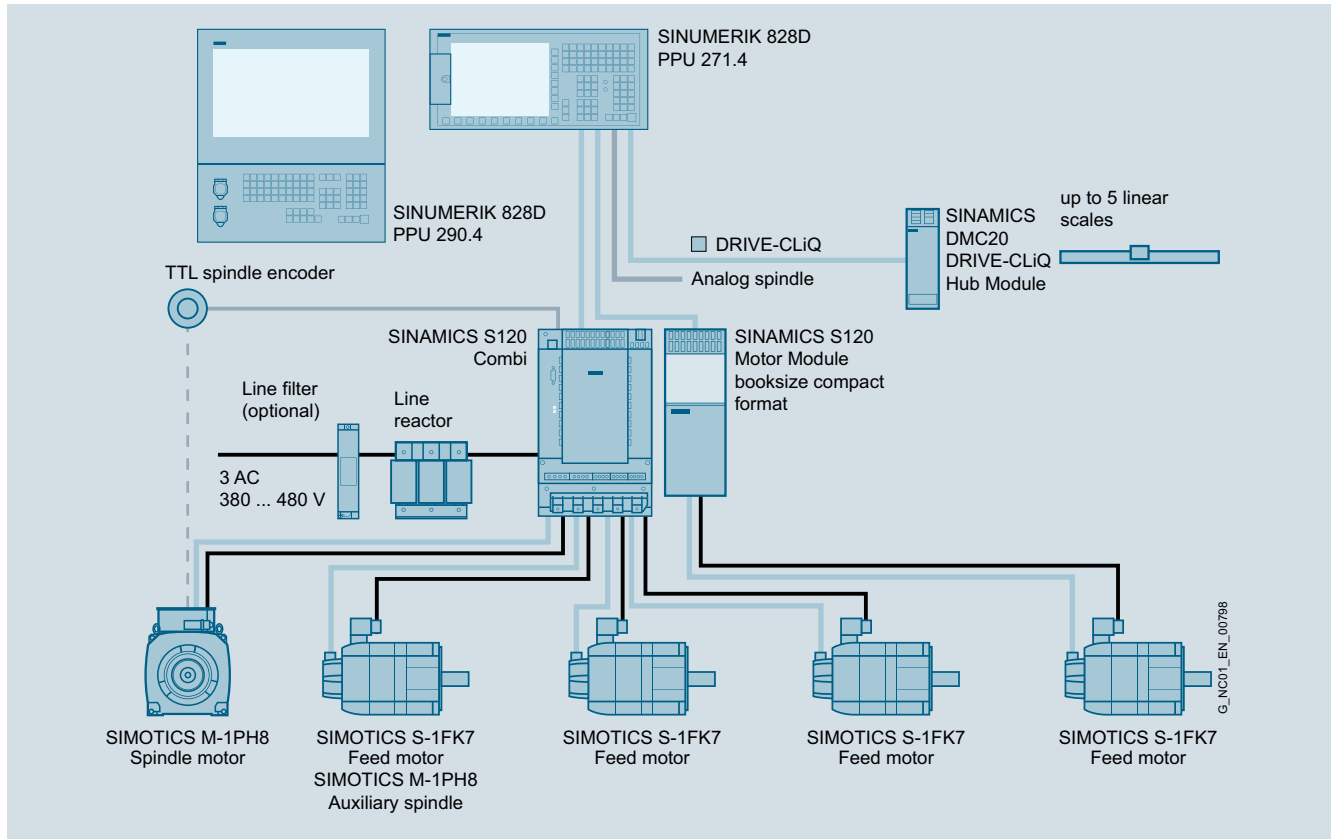 SINUMERIK 828D
PPU 271.4
SINUMERIK 828D
PPU 290.4
up to 5 linear
scales
SINAMICS
DMC20
DRIVE-CLiQ
Hub Module
DRIVE-CLiQ
Analog spindle
TTL spindle encoder
SINAMICS S120
Combi
SINAMICS S120
Motor Module
booksize compact
format
Line filter
(optional)
Line
reactor
3 AC
380 ... 480 V
G_NC01_EN_00798
SIMOTICS M-1PH8
Spindle motor
SIMOTICS S-1FK7
Feed motor
SIMOTICS M-1PH8
Auxiliary spindle
SIMOTICS S-1FK7
Feed motor
SIMOTICS S-1FK7
Feed motor
SIMOTICS S-1FK7
Feed motor